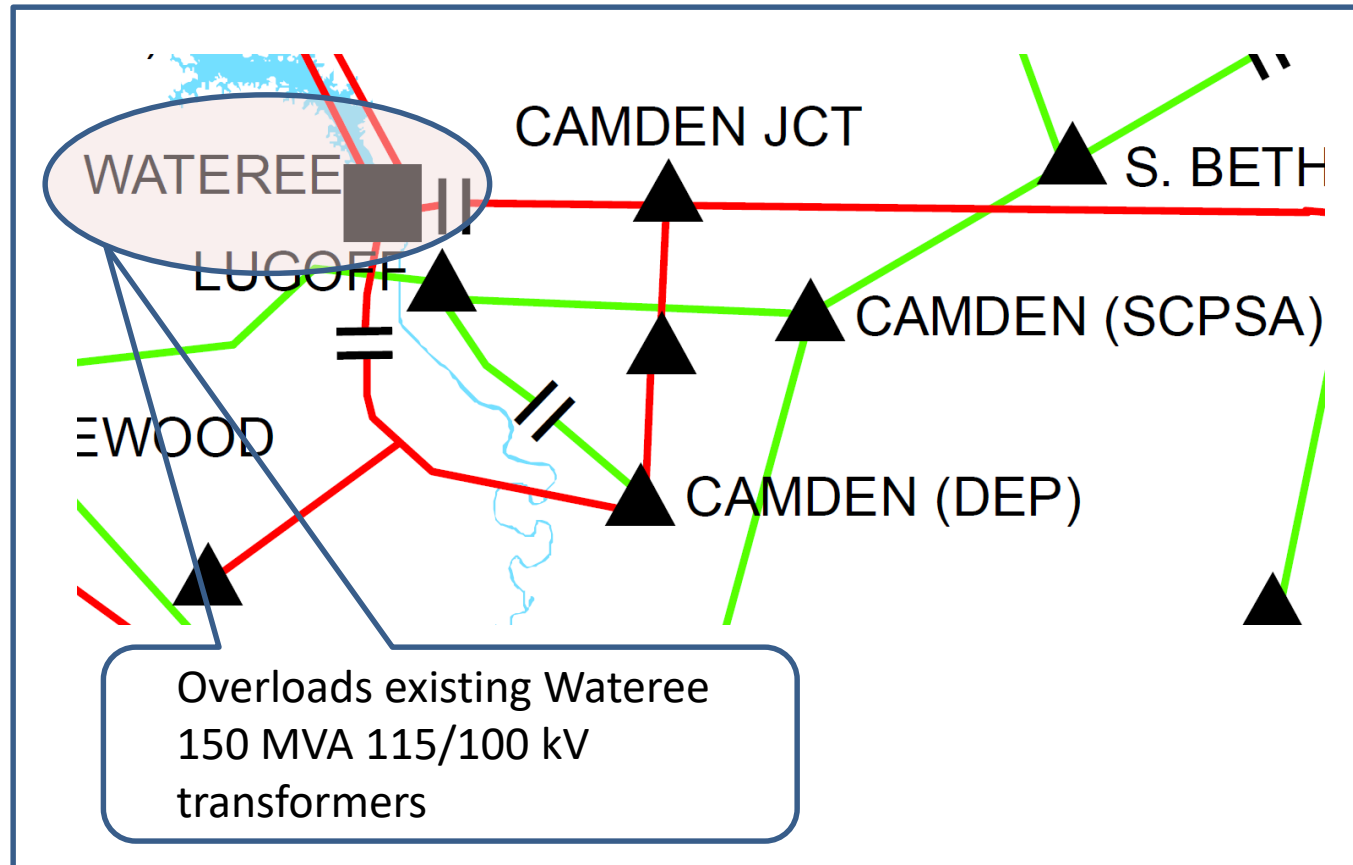 CAMDEN JCT
WATEREE
S. BETH
LUGOFF
CAMDEN (SCPSA)
EWOOD
CAMDEN (DEP)
Overloads existing Wateree
150 MVA 115/100 kV
transformers